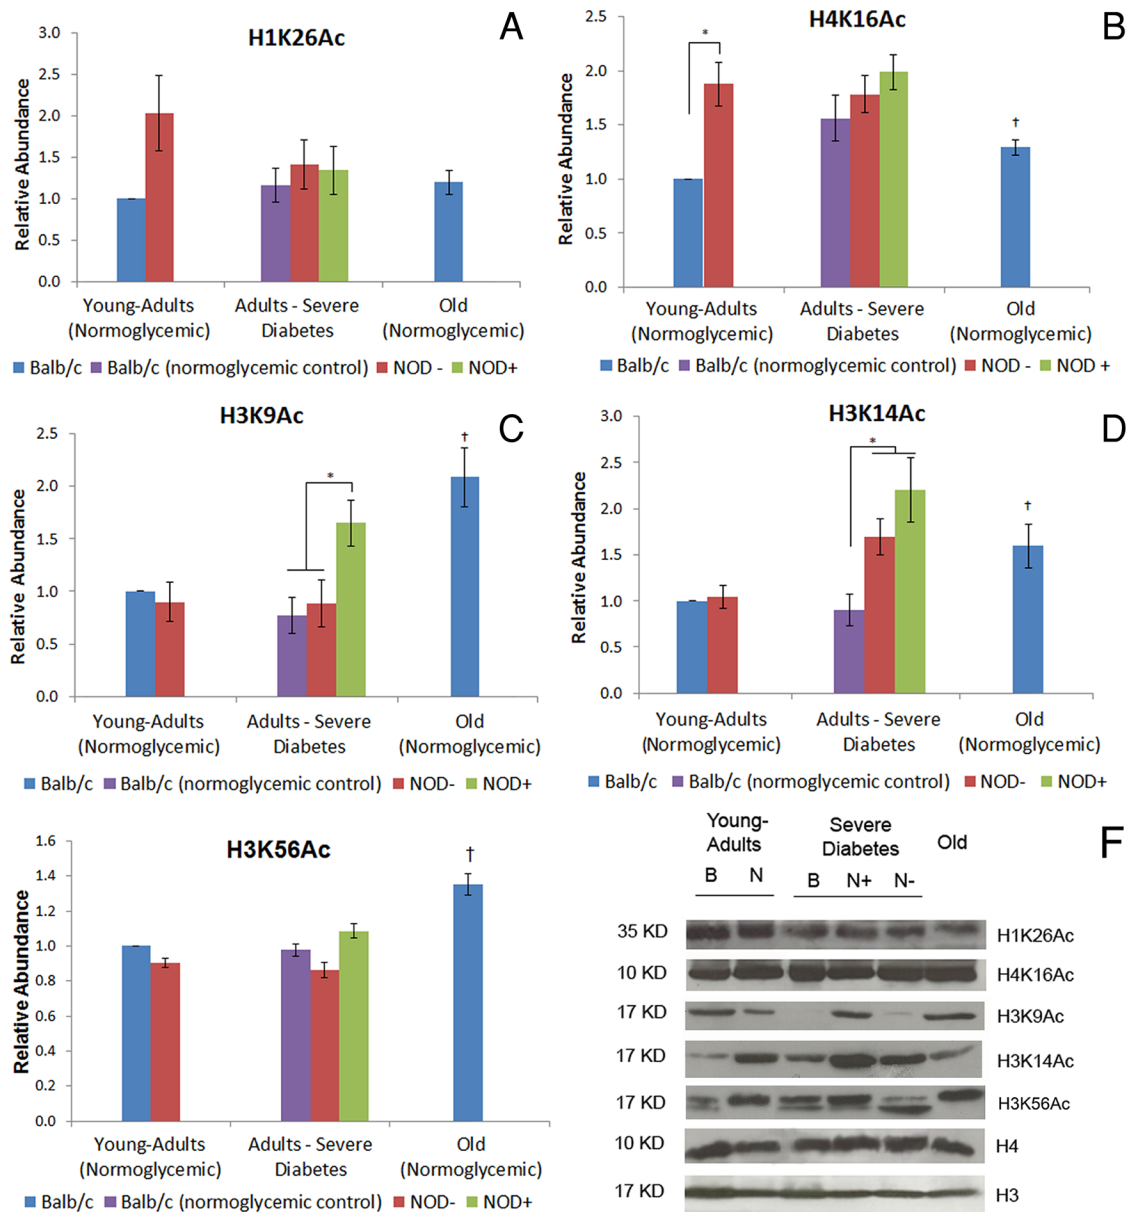 H1K26Ac
A
Relative Abundance
3.0
2.5
2.0
1.5
1.0
0.5
0.0
Young-Adults
(Normoglycemic)
Adults - Severe
Diabetes
Old
(Normoglycemic)
Balb/c Balb/c (normoglycemic control) NOD - NOD+
H4K16Ac
B
Relative Abundance
2.5
2.0
1.5
1.0
0.5
0.0
*
†
Young-Adults
(Normoglycemic)
Adults - Severe
Diabetes
Old
(Normoglycemic)
Balb/c Balb/c (normoglycemic control) NOD - NOD +
H3K9Ac
C
Relative Abundance
2.5
2.0
1.5
1.0
0.5
0.0
*
†
Young-Adults
(Normoglycemic)
Adults - Severe
Diabetes
Old
(Normoglycemic)
Balb/c Balb/c (normoglycemic control) NOD- NOD+
H3K14Ac
D
Relative Abundance
3.0
2.5
2.0
1.5
1.0
0.5
0.0
*
†
Young-Adults
(Normoglycemic)
Adults - Severe
Diabetes
Old
(Normoglycemic)
Balb/c Balb/c (normoglycemic control) NOD- NOD+
H3K56Ac
Relative Abundance
1.6
1.4
1.2
1.0
0.8
0.6
0.4
0.2
0.0
†
Young-Adults
(Normoglycemic)
Adults - Severe
Diabetes
Old
(Normoglycemic)
Balb/c Balb/c (normoglycemic control) NOD- NOD+
F
Young-
Adults
Severe
Diabetes
Old
B N B N+ N-
35 KD H1K26Ac
10 KD H4K16Ac
17 KD H3K9Ac
17 KD H3K14Ac
17 KD H3K56Ac
10 KD H4
17 KD H3